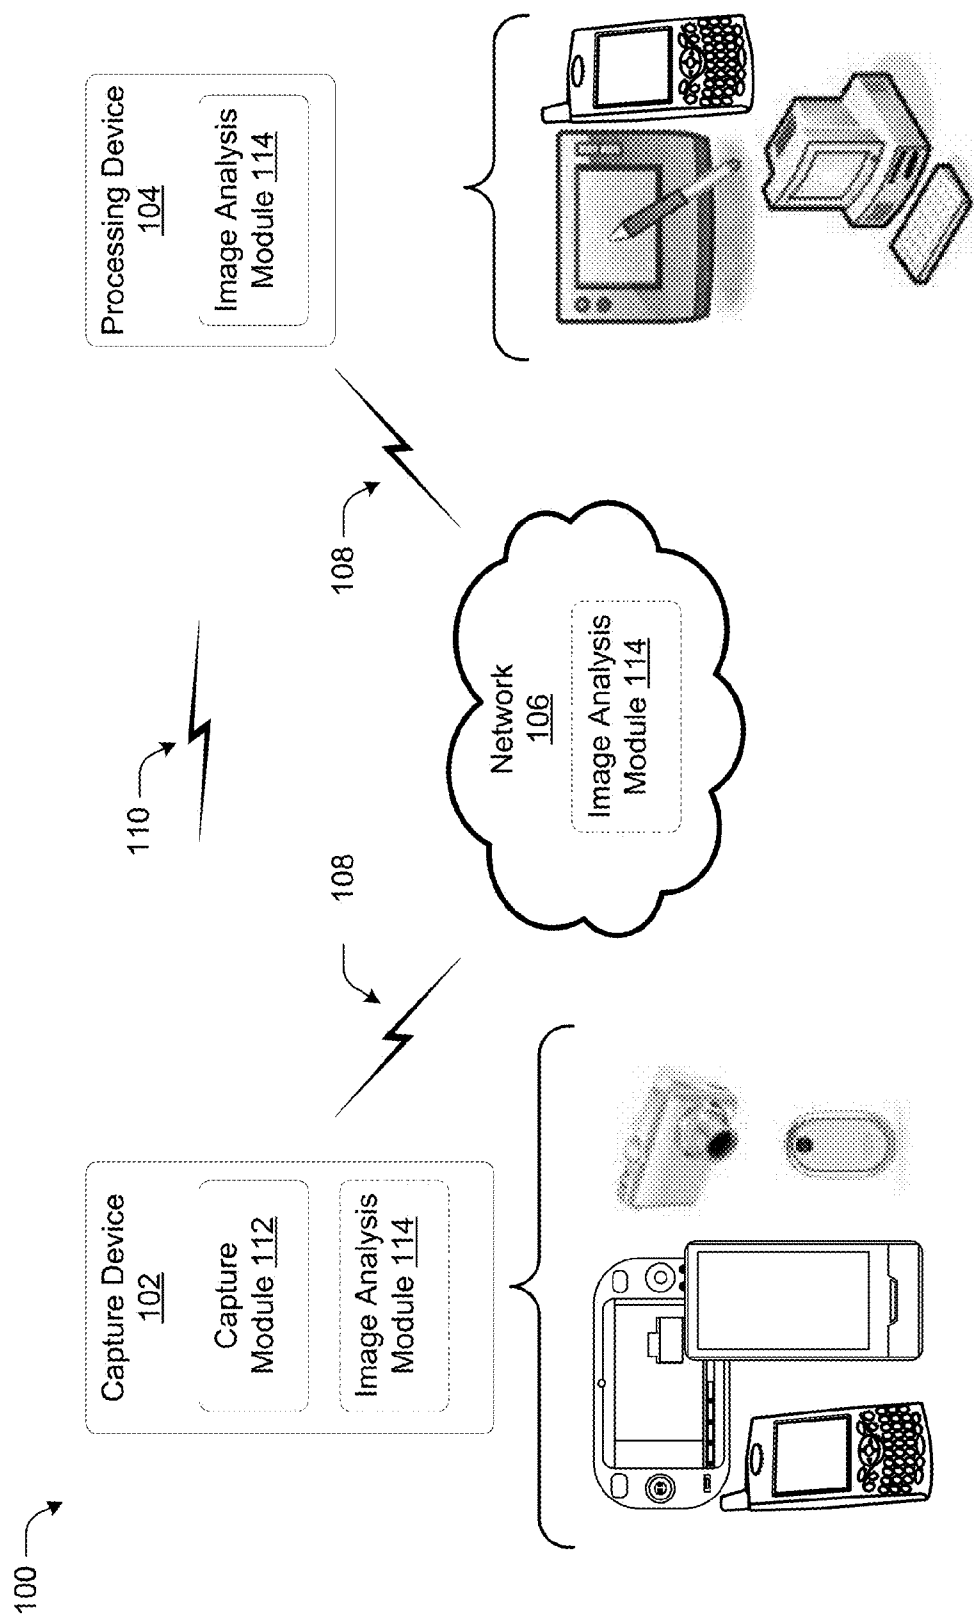 100
Capture Device
102
Capture
Module 112
Image Analysis
Module 114
110
108
108
Network
106
Image Analysis
Module 114
Processing Device
104
Image Analysis
Module 114